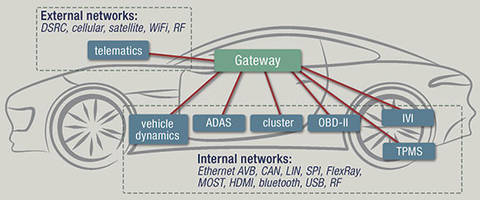 External networks:
DSRC, cellular, satellite, WiFi, RF
telematics
Gateway
vehicle
dynamics
ADAS
cluster
OBD-II
IVI
TPMS
Internal networks:
Ethernet AVB, CAN, LIN, SPI, FlexRay,
MOST, HDMI, bluetooth, USB, RF